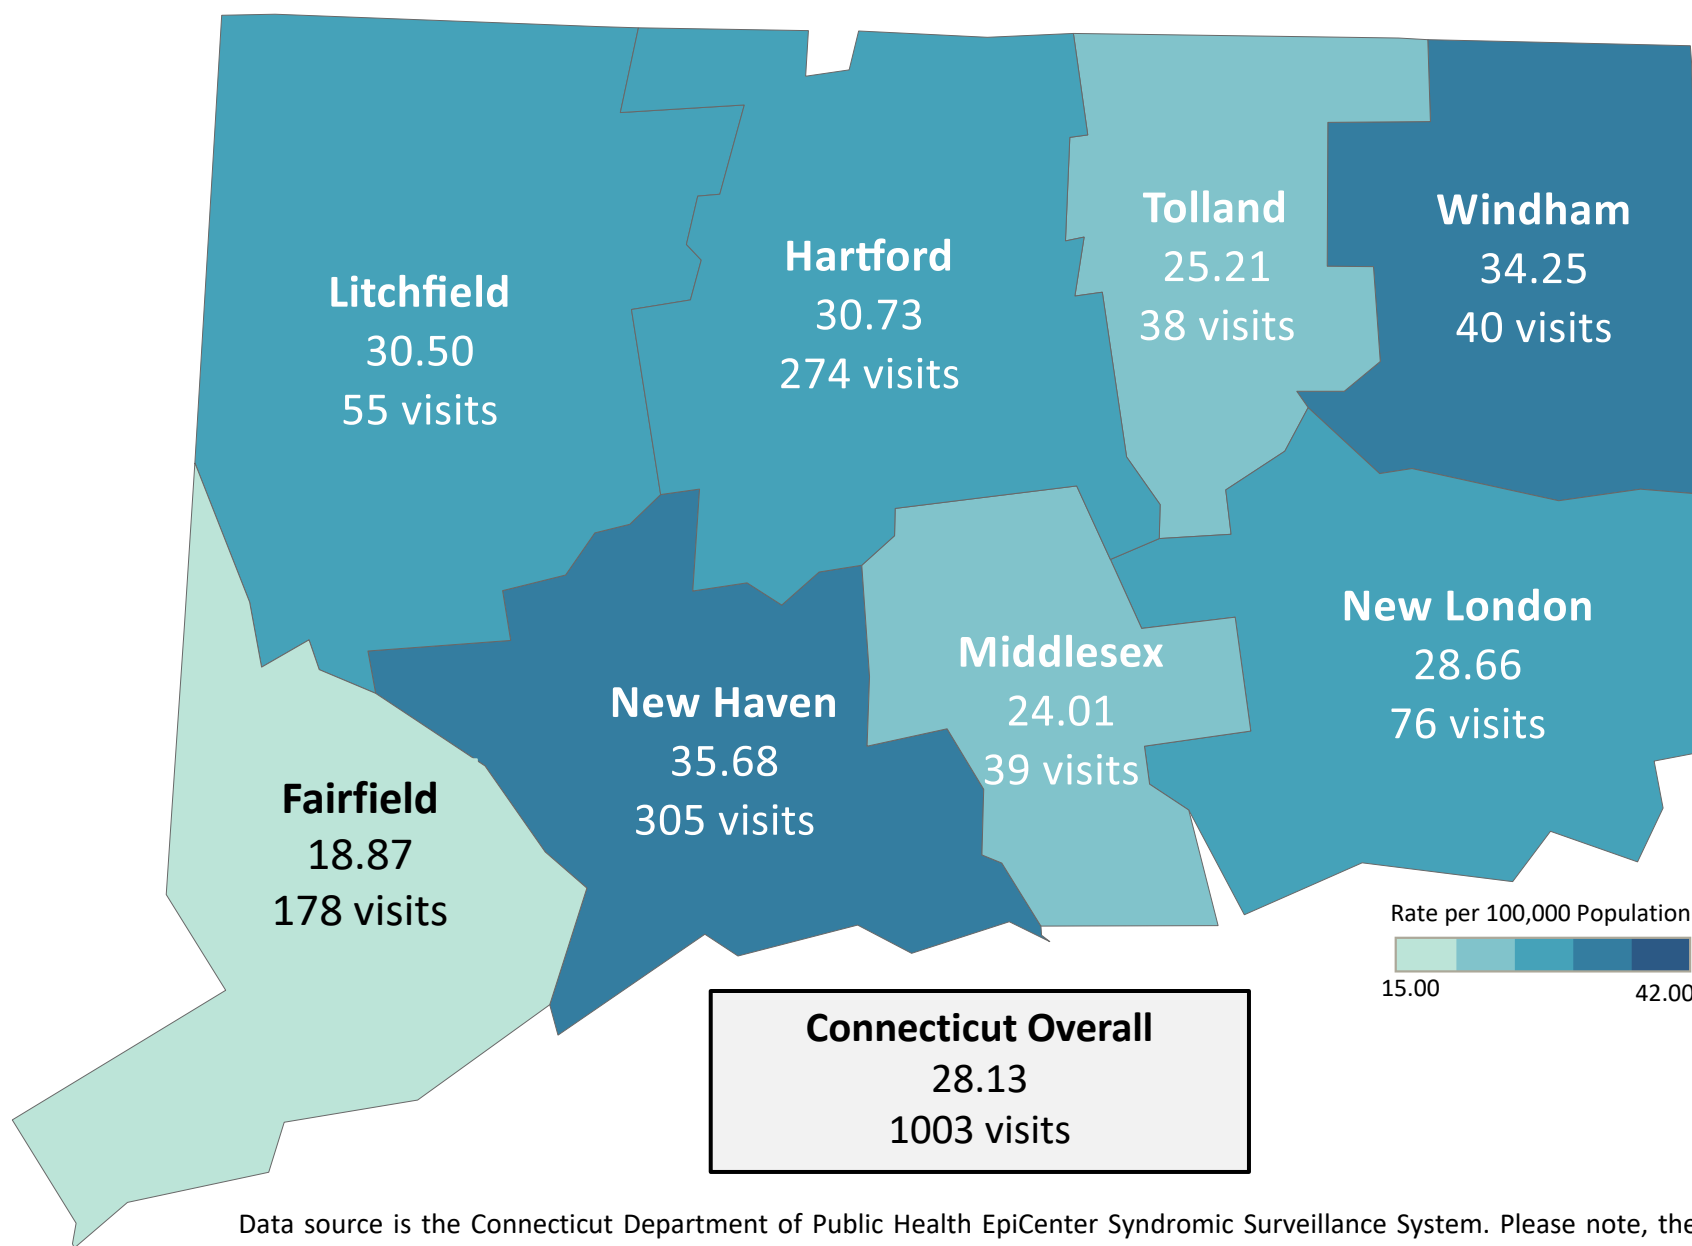 Litchfield
30.50
55 visits
Hartford
30.73
274 visits
Tolland
25.21
38 visits
Windham
34.25
40 visits
Fairfield
18.87
178 visits
New Haven
35.68
305 visits
Middlesex
24.01
39 visits
New London
28.66
76 visits
Rate per 100,000 Population
15.00
42.00
Connecticut Overall
28.13
1003 visits
Data source is the Connecticut Department of Public Health EpiCenter Syndromic Surveillance System. Please note, the